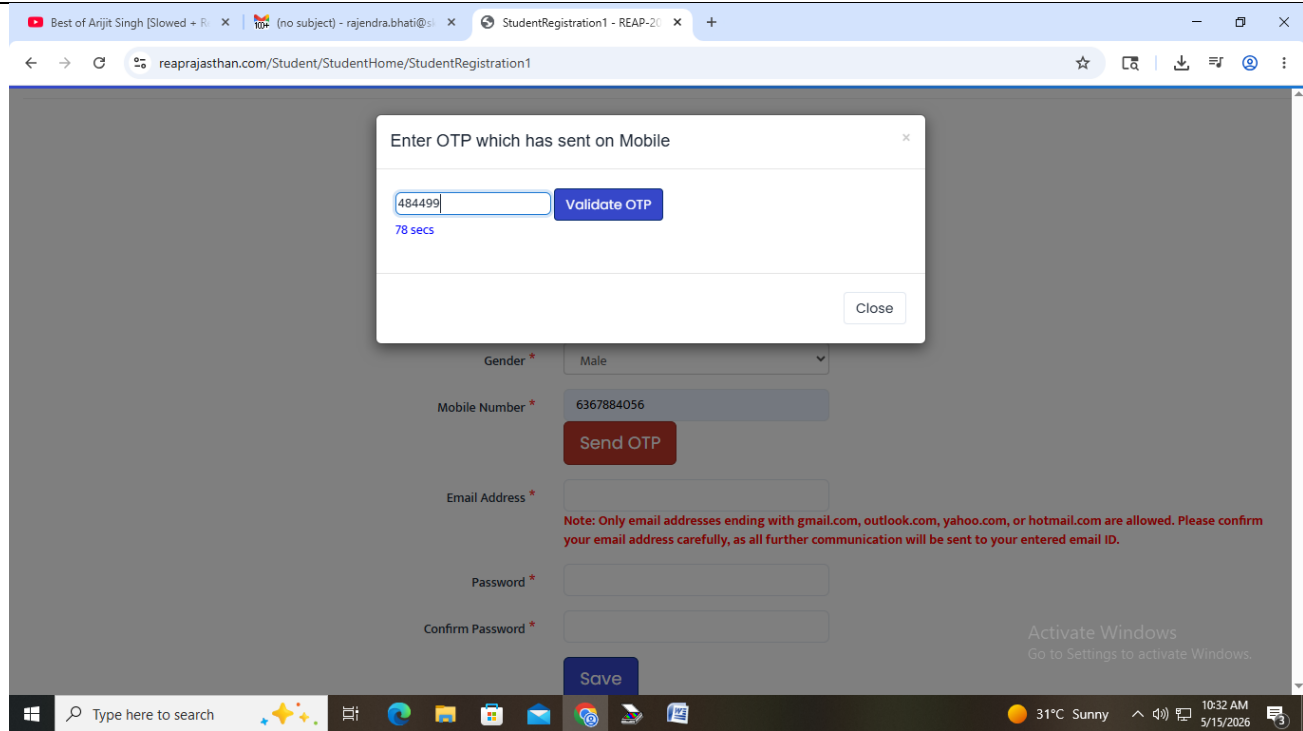 Best of Arijit Singh [Slowed + R
(no subject) - rajendra.bhati@s
StudentRegistration1 - REAP-20
reaprajasthan.com/Student/StudentHome/StudentRegistration1
Enter OTP which has sent on Mobile
×
484499
Validate OTP
78 secs
Close
Gender *
Male
Mobile Number *
6367884056
Send OTP
Email Address *
Note: Only email addresses ending with gmail.com, outlook.com, yahoo.com, or hotmail.com are allowed. Please confirm
your email address carefully, as all further communication will be sent to your entered email ID.
Password *
Confirm Password *
Save
Activate Windows
Go to Settings to activate Windows.
Type here to search
31°C Sunny
10:32 AM
5/15/2026
3